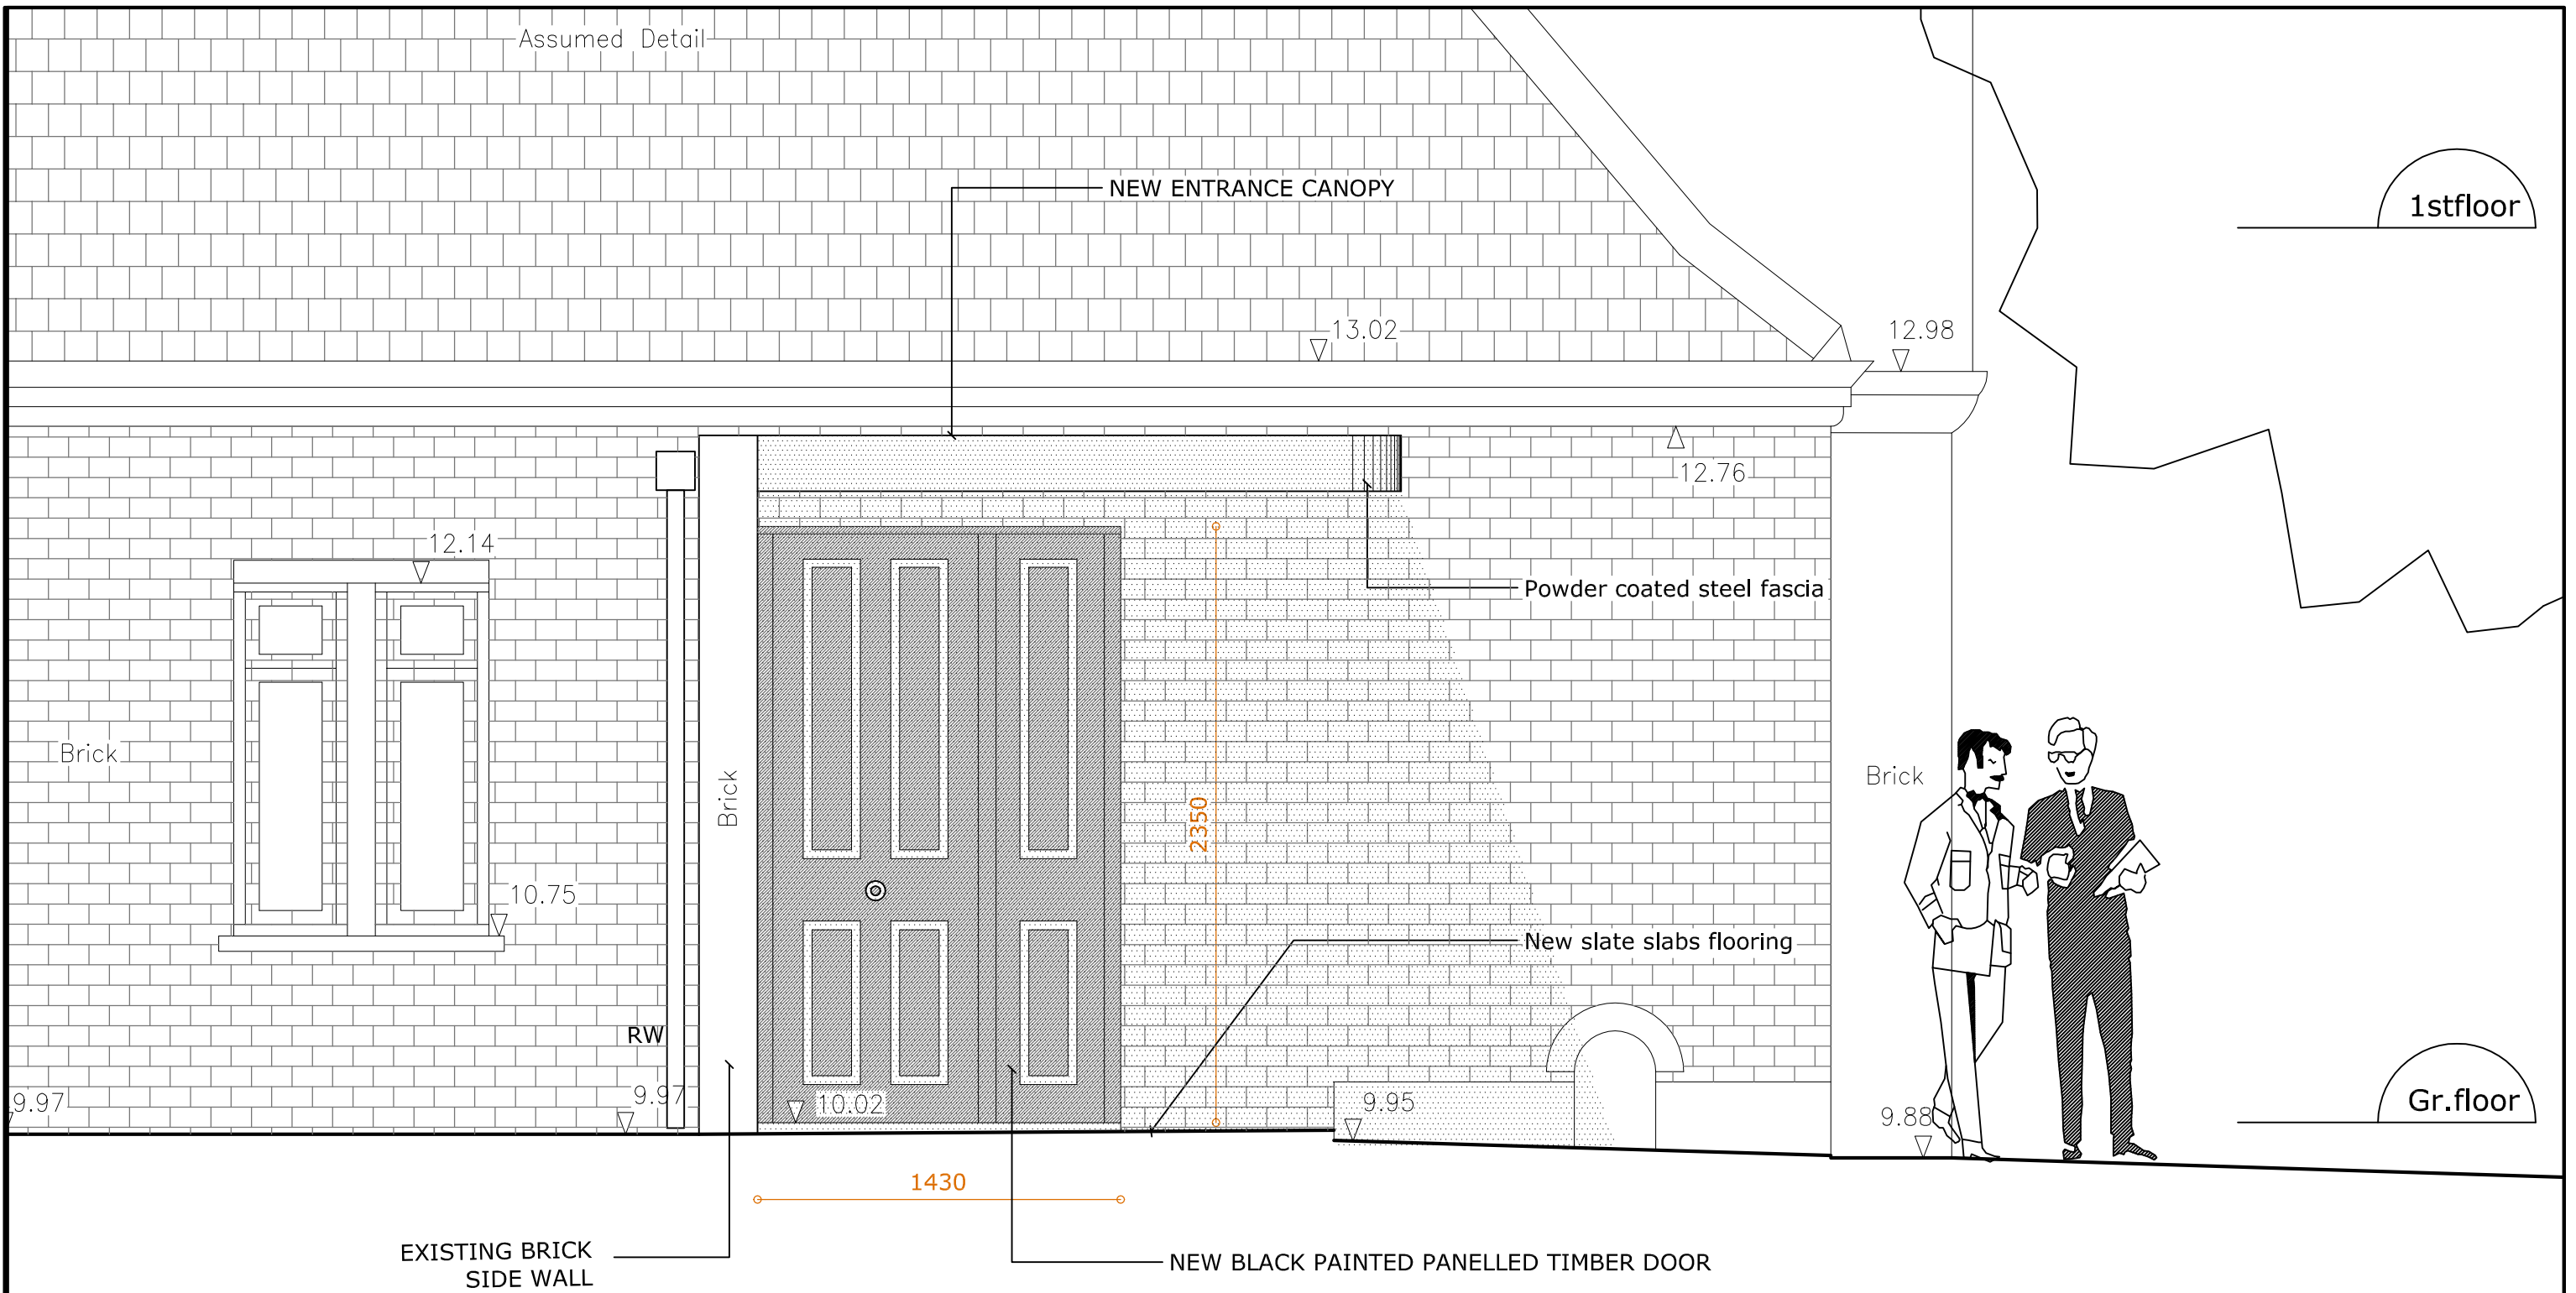 Assumed Detail
NEW ENTRANCE CANOPY
1stfloor
13.02
12.98
12.76
12.14
Powder coated steel fascia
Brick
Brick
Brick
2350
10.75
New slate slabs flooring
RW
9.97
9.97
10.02
9.95
9.88
Gr.floor
1430
EXISTING BRICK
SIDE WALL
NEW BLACK PAINTED PANELLED TIMBER DOOR